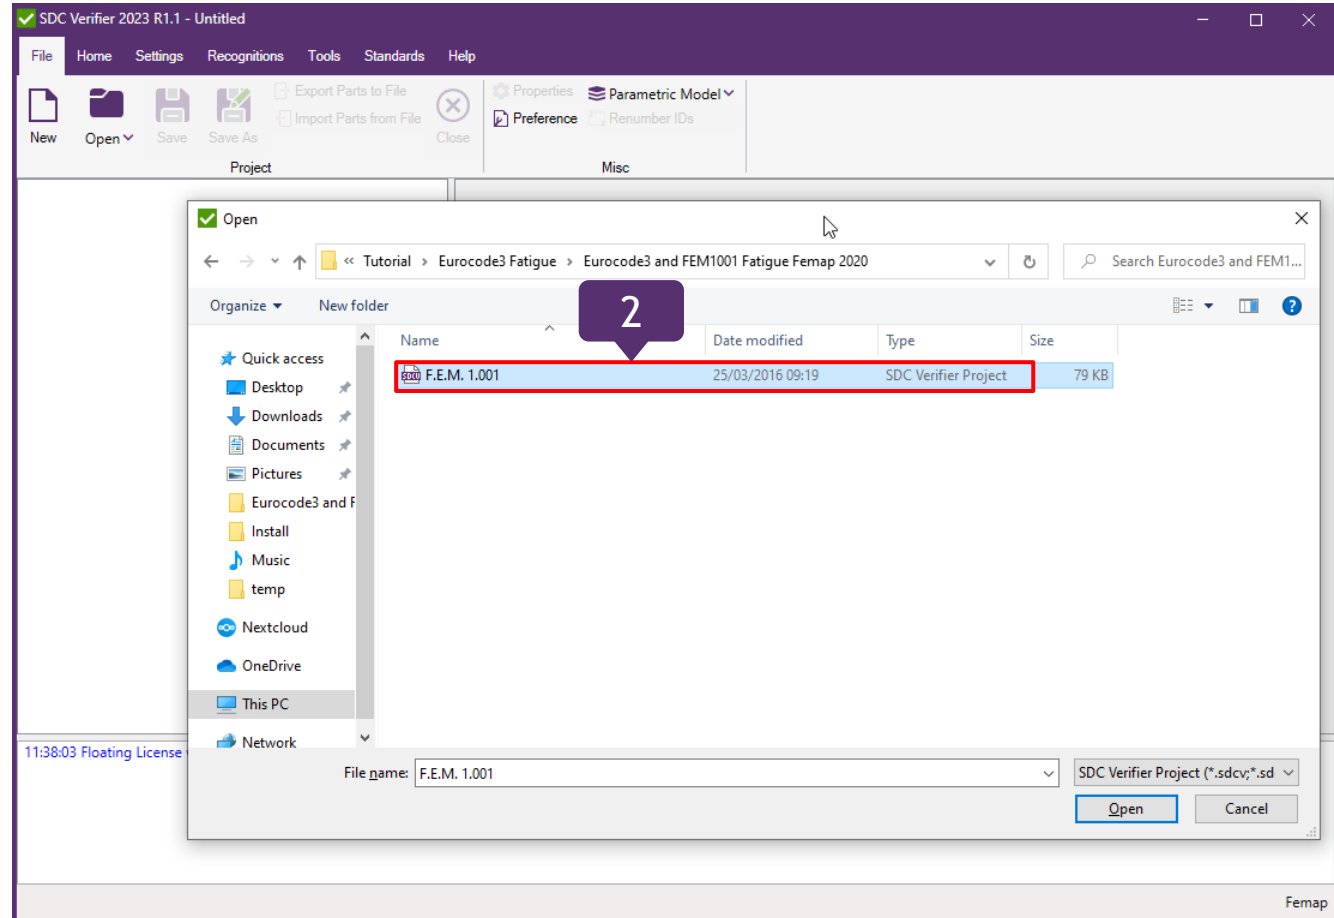 SDC Verifier 2023 R1.1 - Untitled
File Home Settings Recognitions Tools Standards Help
New Open Save Save As Export Parts to File Import Parts from File Close
Project
Properties Parametric Model
Preference Renumber IDs
Misc
Open
« Tutorial > Eurocode3 Fatigue > Eurocode3 and FEM1001 Fatigue Femap 2020
Search Eurocode3 and FEM1...
Organize New folder
2
Name Date modified Type Size
F.E.M. 1.001 25/03/2016 09:19 SDC Verifier Project 79 KB
Quick access
Desktop
Downloads
Documents
Pictures
Eurocode3 and F
Install
Music
temp
Nextcloud
OneDrive
This PC
Network
11:38:03 Floating License
File name: F.E.M. 1.001
SDC Verifier Project (*.sdcv;*.sd
Open Cancel
Femap